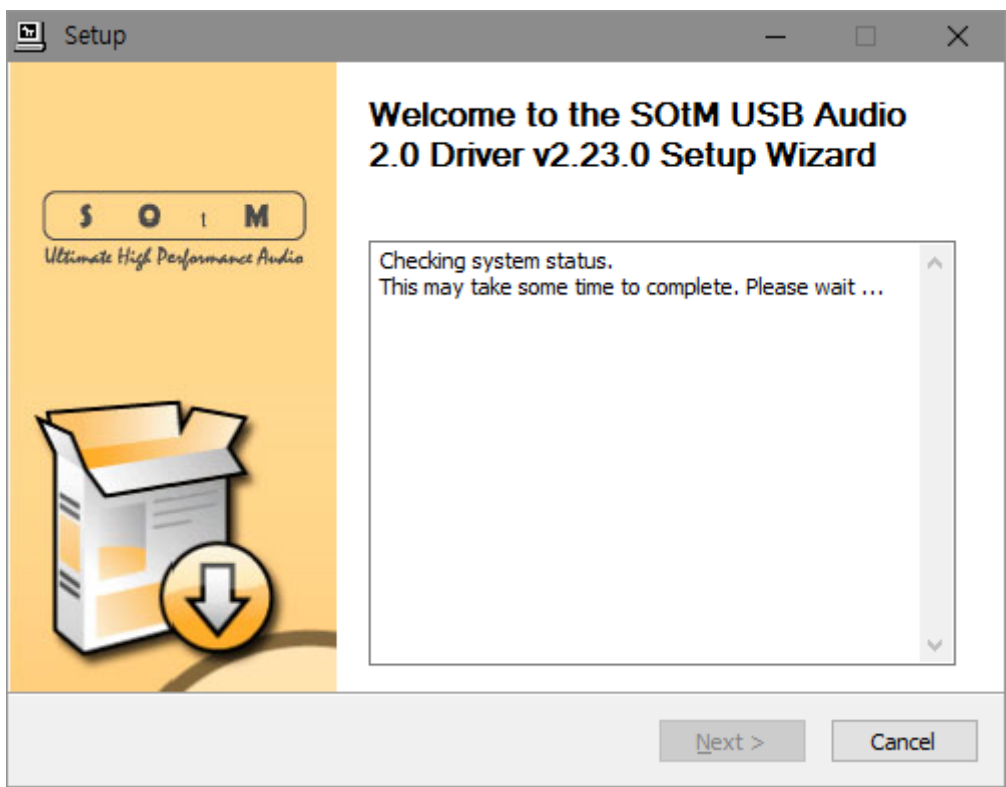 Setup
Welcome to the SOtM USB Audio
2.0 Driver v2.23.0 Setup Wizard
S O t M
Ultimate High Performance Audio
Checking system status.
This may take some time to complete. Please wait ...
Next >
Cancel